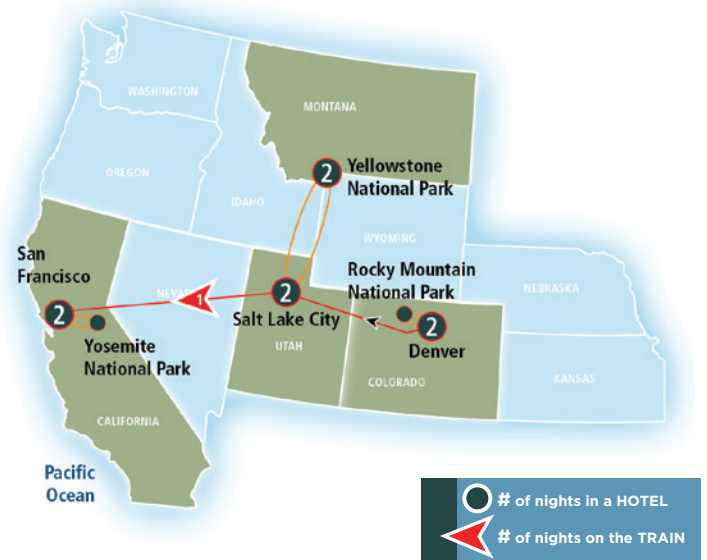 WASHINGTON
MONTANA
OREGON
IDAHO
2
Yellowstone
National Park
WYOMING
San
Francisco
Rocky Mountain
National Park
NEVADA
1
2
NEBRASKA
2
Salt Lake City
2
Yosemite
National Park
UTAH
Denver
COLORADO
KANSAS
CALIFORNIA
Pacific
Ocean
# of nights in a HOTEL
# of nights on the TRAIN